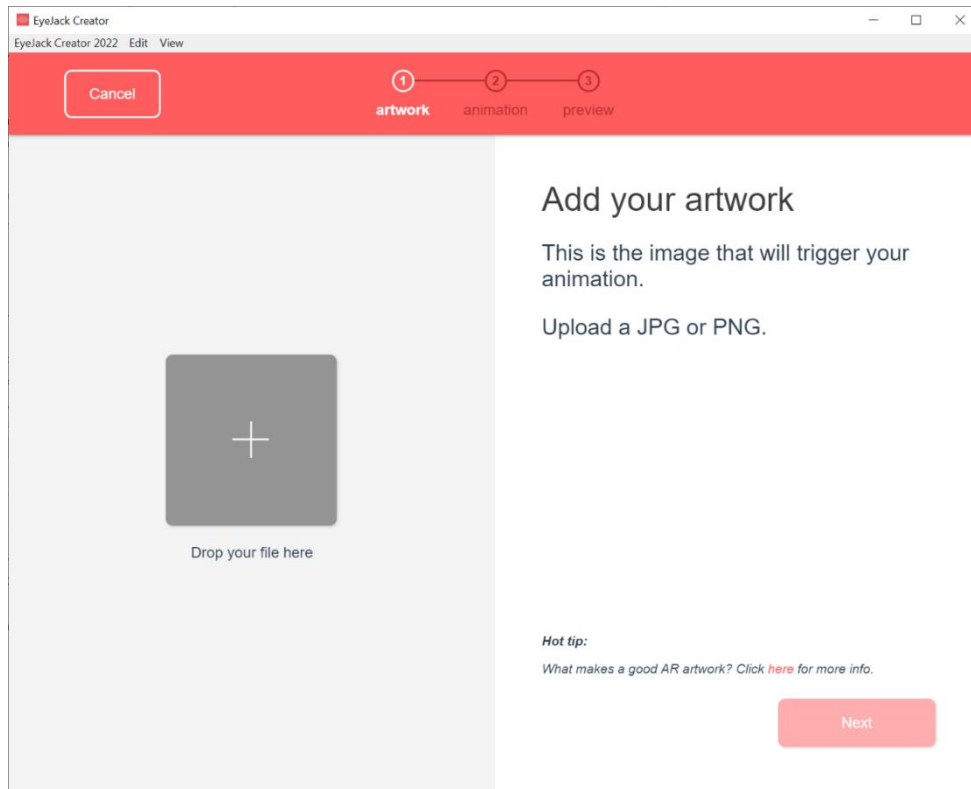 EyeJack Creator
EyeJack Creator 2022 Edit View
Cancel
1 2 3
artwork animation preview
Add your artwork
This is the image that will trigger your
animation.
Upload a JPG or PNG.
Drop your file here
Hot tip:
What makes a good AR artwork? Click here for more info.
Next